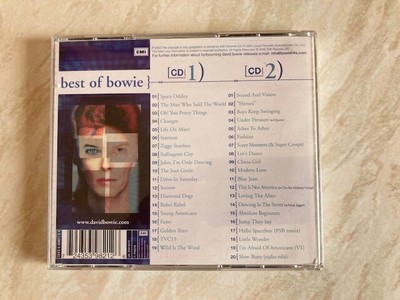 EMI
best of bowie
CD 1)
01 Space Oddity
02 The Man Who Sold The World
03 Oh! You Pretty Things
04 Changes
05 Life On Mars?
06 Starman
07 Ziggy Stardust
08 Suffragette City
09 John, I'm Only Dancing
10 The Jean Genie
11 Drive-In Saturday
12 Sorrow
13 Diamond Dogs
14 Rebel Rebel
15 Young Americans
16 Fame
17 Golden Years
18 TVC15
19 Wild Is The Wind
CD 2)
01 Sound And Vision
02 "Heroes"
03 Boys Keep Swinging
04 Under Pressure
05 Ashes To Ashes
06 Fashion
07 Scary Monsters (& Super Creeps)
08 Let's Dance
09 China Girl
10 Modern Love
11 Blue Jean
12 This Is Not America
13 Loving The Alien
14 Dancing In The Street
15 Absolute Beginners
16 Jump They Say
17 Hallo Spaceboy (PSB remix)
18 Little Wonder
19 I'm Afraid Of Americans (V1)
20 Slow Burn (radio edit)
www.davidbowie.com